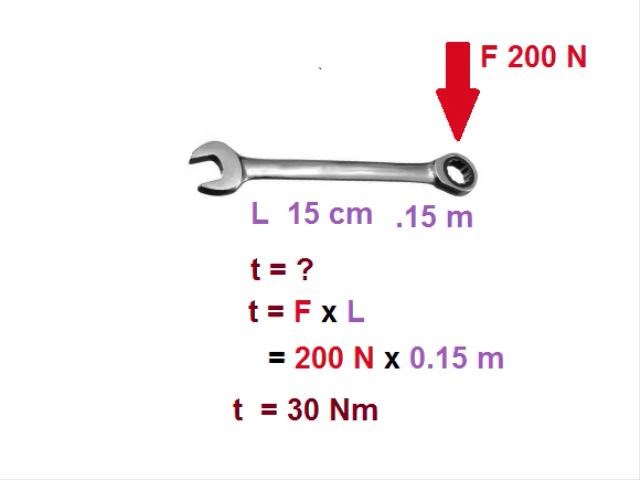 F 200 N
L 15 cm .15 m
t = ?
t = F x L
= 200 N x 0.15 m
t = 30 Nm